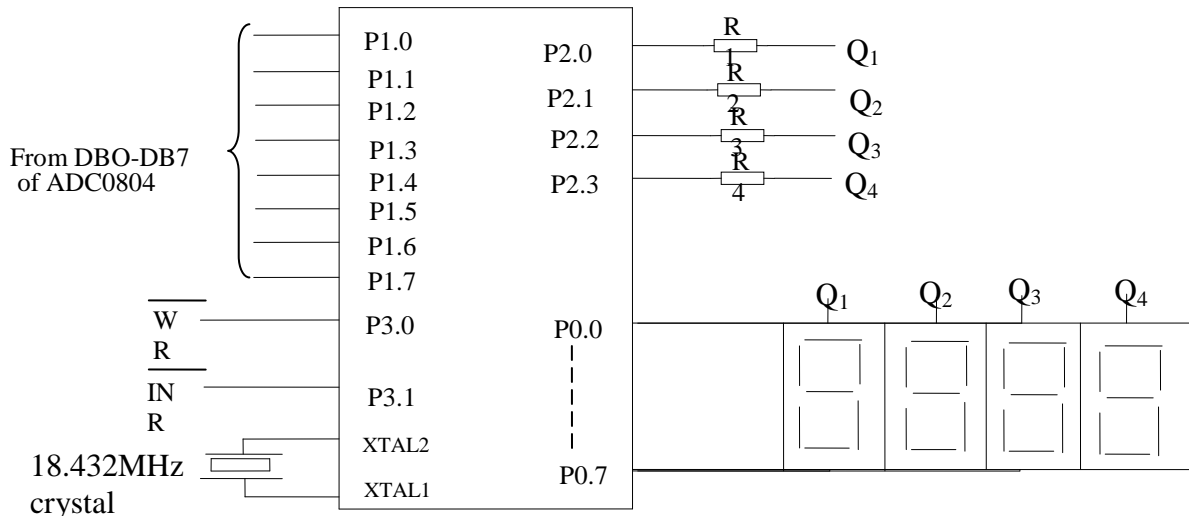 P1.0
P1.1
P1.2
P1.3
P1.4
P1.5
P1.6
P1.7
P3.0
P3.1
XTAL2
XTAL1
From DBO-DB7
of ADC0804
W
R
IN
R
18.432MHz
crystal
P2.0
P2.1
P2.2
P2.3
P0.0
P0.7
R
1
R
2
R
3
R
4
Q1
Q2
Q3
Q4
Q1
Q2
Q3
Q4